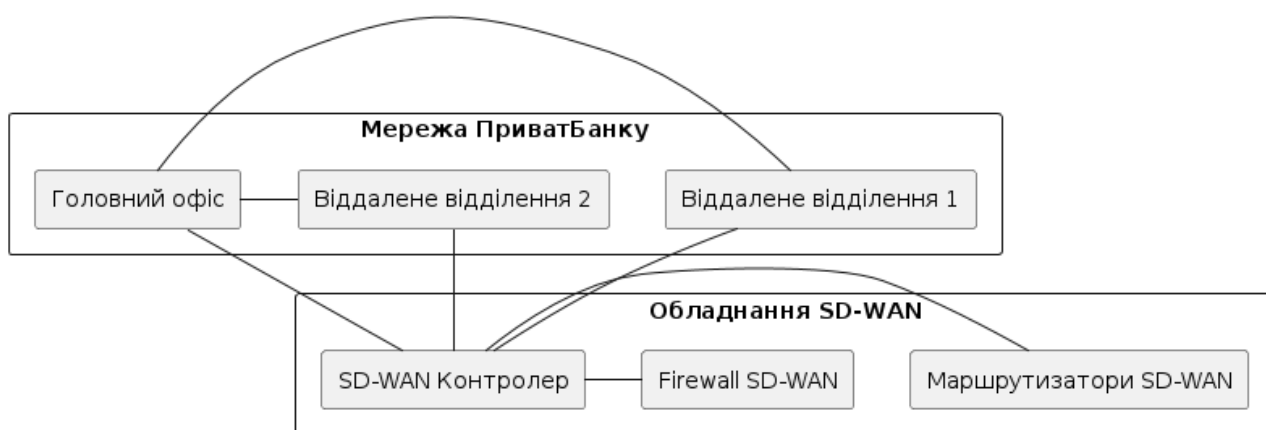 Мережа ПриватБанку
Головний офіс
Віддалене відділення 2
Віддалене відділення 1
Обладнання SD-WAN
SD-WAN Контролер
Firewall SD-WAN
Маршрутизатори SD-WAN